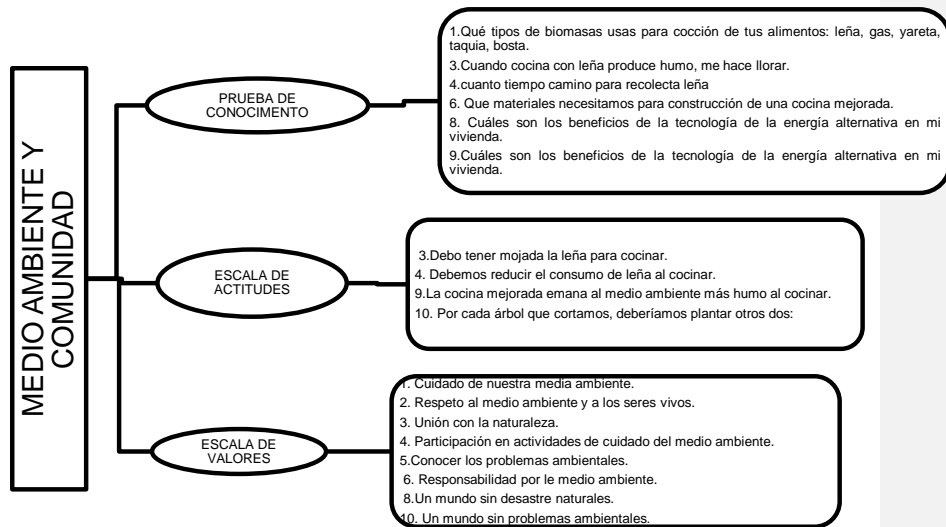 MEDIO AMBIENTE Y
COMUNIDAD
PRUEBA DE
CONOCIMENTO
1.Qué tipos de biomasas usas para cocción de tus alimentos: leña, gas, yareta,
taquia, bosta.
3.Cuando cocina con leña produce humo, me hace llorar.
4.cuanto tiempo camino para recolecta leña
6. Que materiales necesitamos para construcción de una cocina mejorada.
8. Cuáles son los beneficios de la tecnología de la energía alternativa en mi
vivienda.
9.Cuáles son los beneficios de la tecnología de la energía alternativa en mi
vivienda.
ESCALA DE
ACTITUDES
3.Debo tener mojada la leña para cocinar.
4. Debemos reducir el consumo de leña al cocinar.
9.La cocina mejorada emana al medio ambiente más humo al cocinar.
10. Por cada árbol que cortamos, deberíamos plantar otros dos:
ESCALA DE
VALORES
1. Cuidado de nuestra media ambiente.
2. Respeto al medio ambiente y a los seres vivos.
3. Unión con la naturaleza.
4. Participación en actividades de cuidado del medio ambiente.
5.Conocer los problemas ambientales.
6. Responsabilidad por le medio ambiente.
8.Un mundo sin desastre naturales.
10. Un mundo sin problemas ambientales.